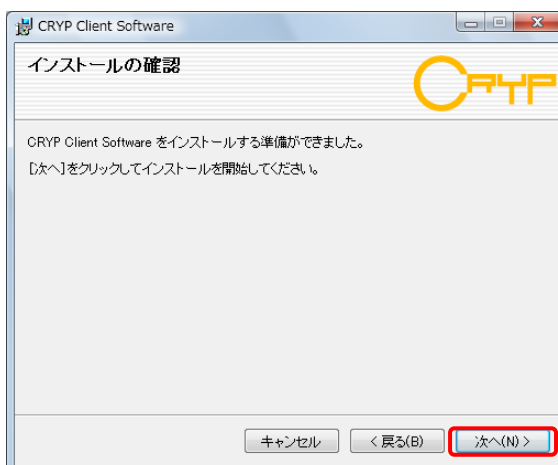 CRYP Client Software
インストールの確認
CRYP
CRYP Client Software をインストールする準備ができました。
[次へ]をクリックしてインストールを開始してください。
キャンセル
< 戻る(B)
次へ(N) >